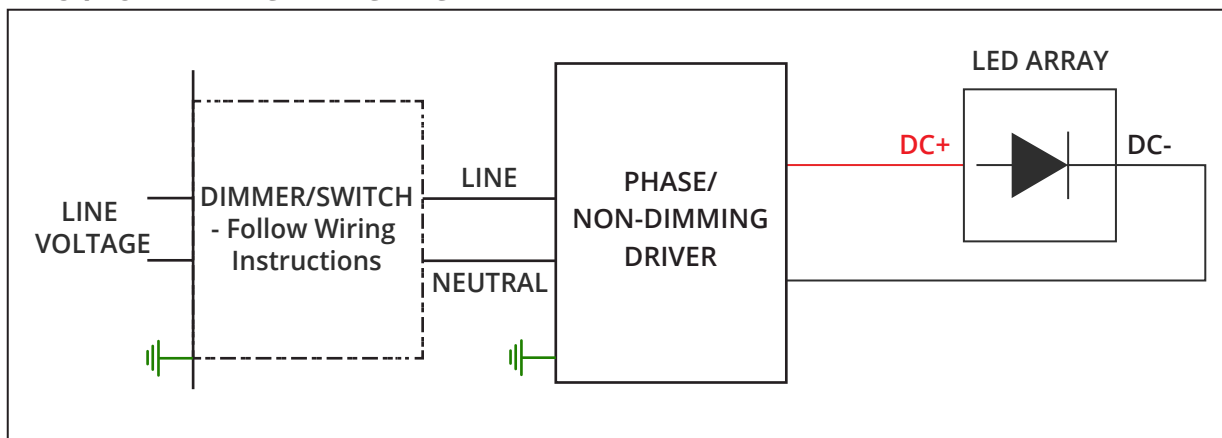 LED ARRAY
DC+
DC-
LINE
VOLTAGE
DIMMER/SWITCH
- Follow Wiring
Instructions
LINE
NEUTRAL
PHASE/
NON-DIMMING
DRIVER